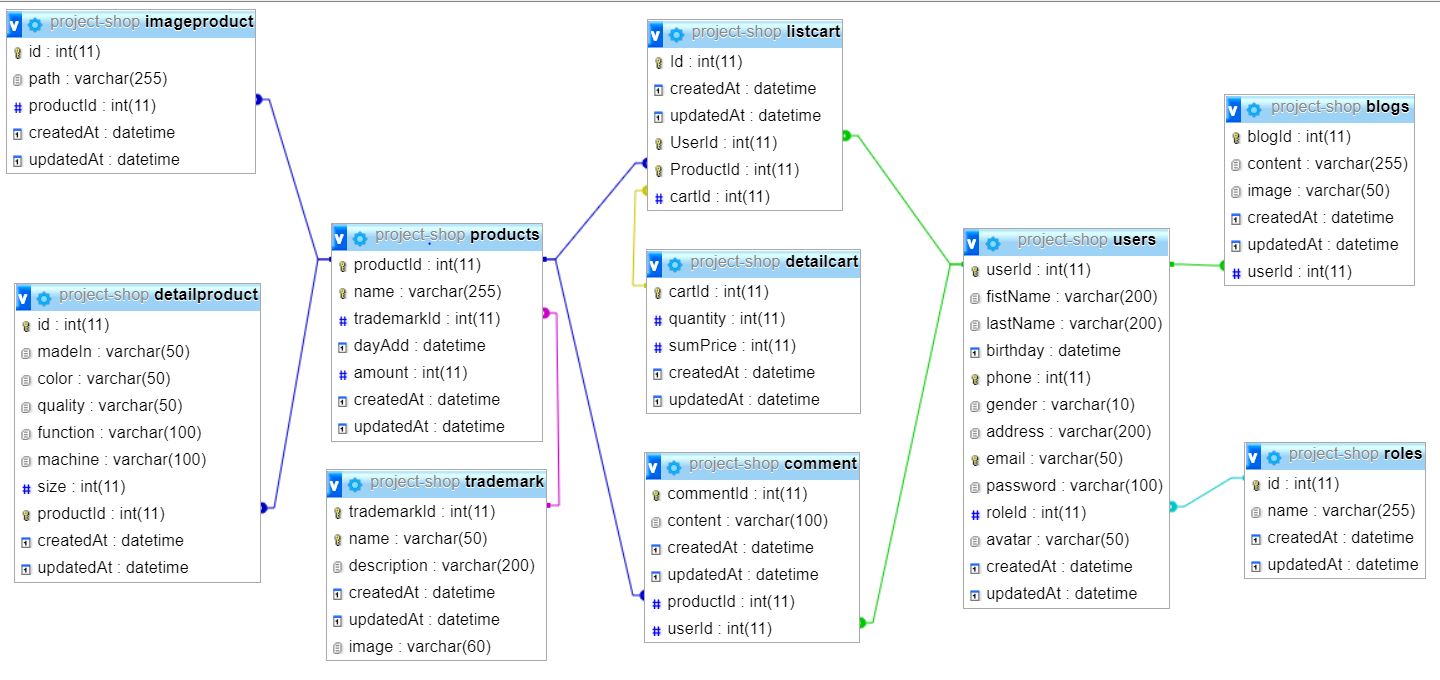 project-shop imageproduct
id : int(11)
path : varchar(255)
productId : int(11)
createdAt : datetime
updatedAt : datetime
project-shop detailproduct
id : int(11)
madeIn : varchar(50)
color : varchar(50)
quality : varchar(50)
function : varchar(100)
machine : varchar(100)
size : int(11)
productId : int(11)
createdAt : datetime
updatedAt : datetime
project-shop products
productId : int(11)
name : varchar(255)
trademarkId : int(11)
dayAdd : datetime
amount : int(11)
createdAt : datetime
updatedAt : datetime
project-shop trademark
trademarkId : int(11)
name : varchar(50)
description : varchar(200)
createdAt : datetime
updatedAt : datetime
image : varchar(60)
project-shop listcart
Id : int(11)
createdAt : datetime
updatedAt : datetime
UserId : int(11)
ProductId : int(11)
cartId : int(11)
project-shop detailcart
cartId : int(11)
quantity : int(11)
sumPrice : int(11)
createdAt : datetime
updatedAt : datetime
project-shop comment
commentId : int(11)
content : varchar(100)
createdAt : datetime
updatedAt : datetime
productId : int(11)
userId : int(11)
project-shop users
userId : int(11)
fistName : varchar(200)
lastName : varchar(200)
birthday : datetime
phone : int(11)
gender : varchar(10)
address : varchar(200)
email : varchar(50)
password : varchar(100)
roleId : int(11)
avatar : varchar(50)
createdAt : datetime
updatedAt : datetime
project-shop blogs
blogId : int(11)
content : varchar(255)
image : varchar(50)
createdAt : datetime
updatedAt : datetime
userId : int(11)
project-shop roles
id : int(11)
name : varchar(255)
createdAt : datetime
updatedAt : datetime